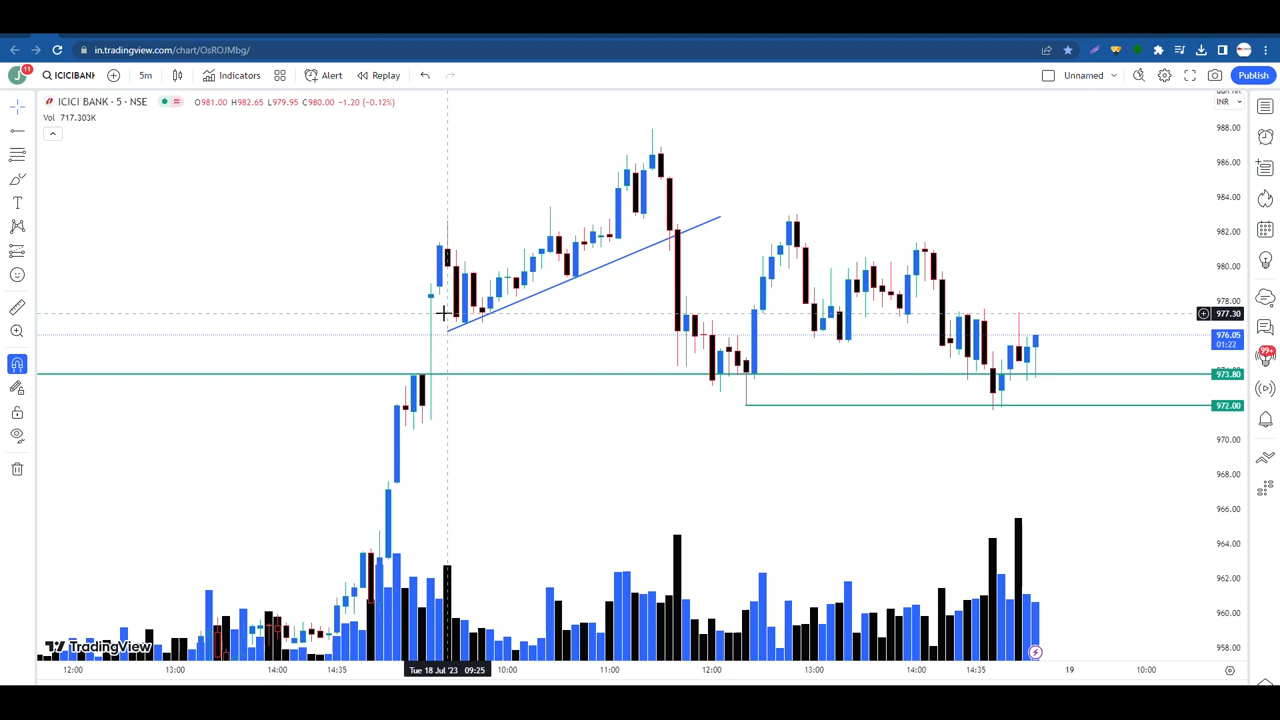 in.tradingview.com/chart/OsROJMbg/
J 11 ICICIBANK 5m Indicators Alert Replay Unnamed Publish
ICICI BANK · 5 · NSE O981.00 H982.65 L979.95 C980.00 −1.20 (−0.12%)
Vol 717.303K
INR
988.00
986.00
984.00
982.00
980.00
978.00
977.30
976.05
01:22
973.80
972.00
970.00
968.00
966.00
964.00
962.00
960.00
958.00
99+
TradingView
12:00 13:00 14:00 14:35 Tue 18 Jul '23 09:25 10:00 11:00 12:00 13:00 14:00 14:35 19 10:00